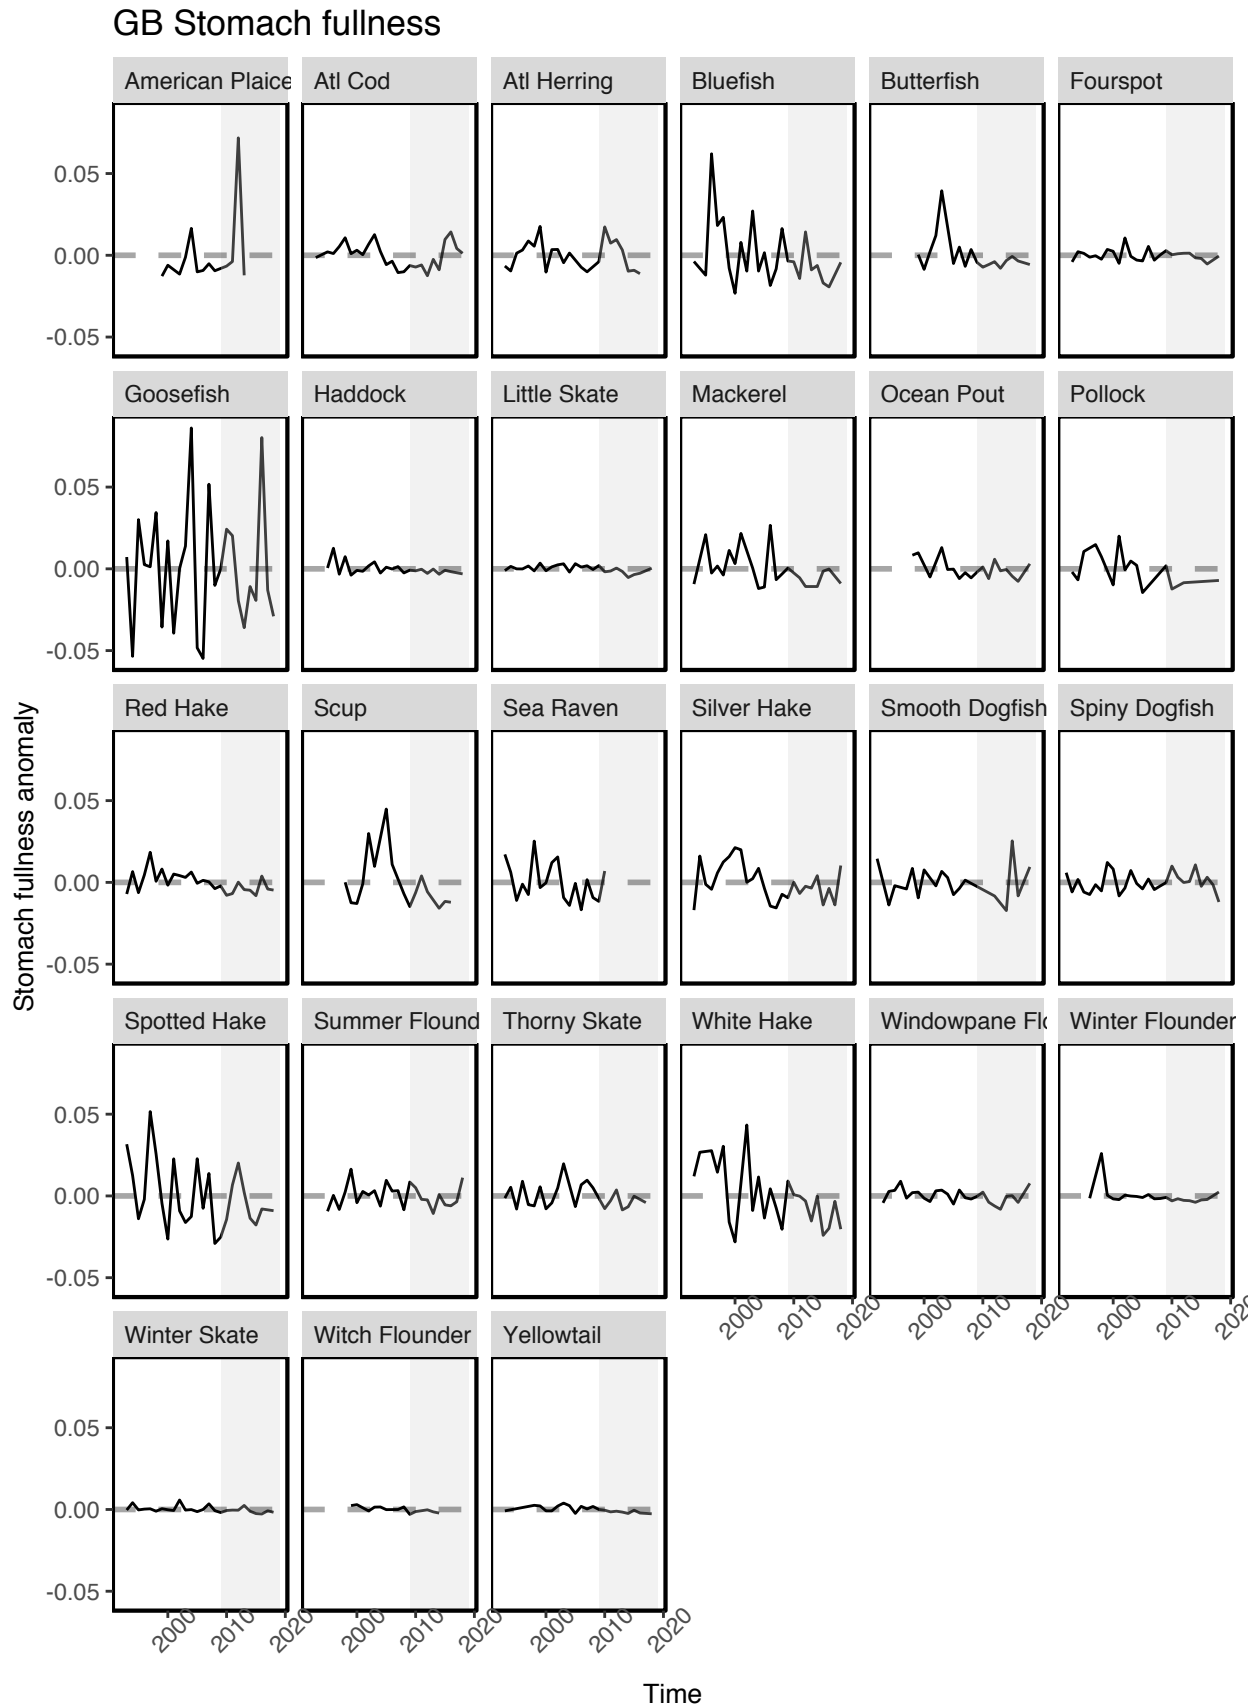 GB Stomach fullness
American Plaice Atl Cod Atl Herring Bluefish Butterfish Fourspot
0.05
0.00
-0.05
Goosefish Haddock Little Skate Mackerel Ocean Pout Pollock
0.05
0.00
-0.05
Red Hake Scup Sea Raven Silver Hake Smooth Dogfish Spiny Dogfish
0.05
0.00
-0.05
Stomach fullness anomaly
Spotted Hake Summer Flound Thorny Skate White Hake Windowpane Flo Winter Flounder
0.05
0.00
-0.05
2000 2010 2020 2000 2010 2020 2000 2010 2020
Winter Skate Witch Flounder Yellowtail
0.05
0.00
-0.05
2000 2010 2020 2000 2010 2020 2000 2010 2020
Time